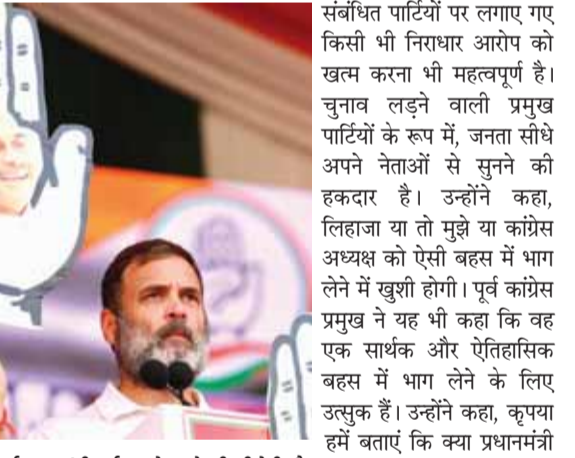 संबंधित पार्टियों पर लगाए गए
किसी भी निराधार आरोप को
खत्म करना भी महत्वपूर्ण है।
चुनाव लड़ने वाली प्रमुख
पार्टियों के रूप में, जनता सीधे
अपने नेताओं से सुनने की
हकदार है। उन्होंने कहा,
लिहाजा या तो मुझे या कांग्रेस
अध्यक्ष को ऐसी बहस में भाग
लेने में खुशी होगी। पूर्व कांग्रेस
प्रमुख ने यह भी कहा कि वह
एक सार्थक और ऐतिहासिक
बहस में भाग लेने के लिए
उत्सुक हैं। उन्होंने कहा, कृपया
हमें बताएं कि क्या प्रधानमंत्री